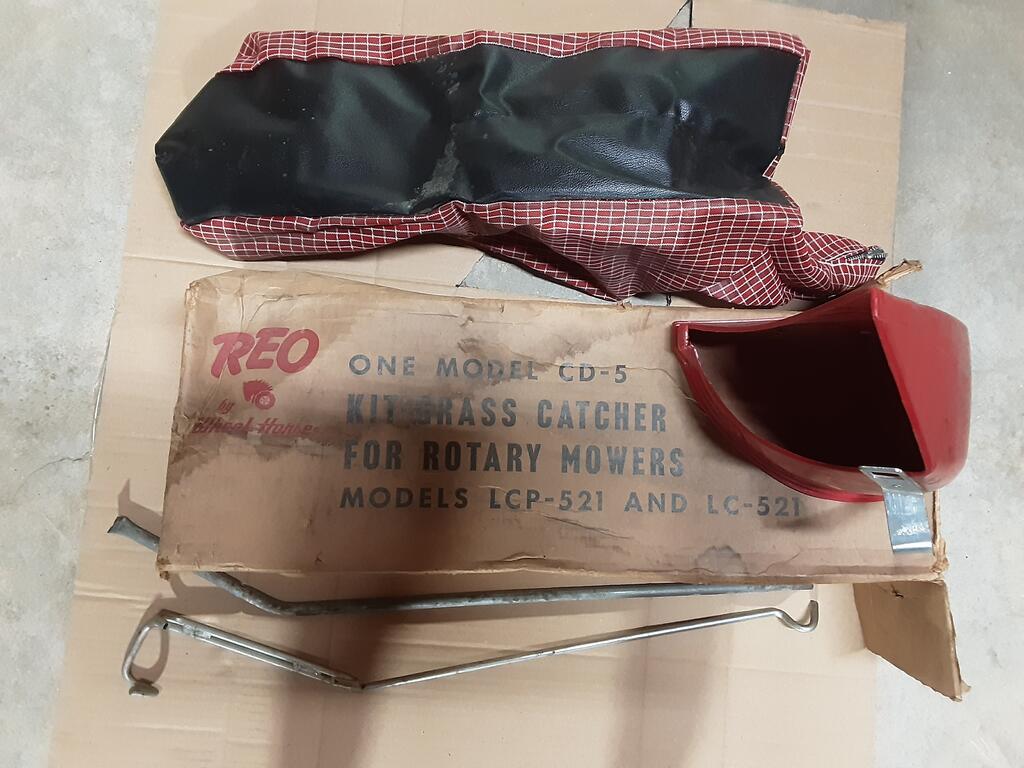 REO
by
Wheel-Horse
ONE MODEL CD-5
KIT GRASS CATCHER
FOR ROTARY MOWERS
MODELS LCP-521 AND LC-521